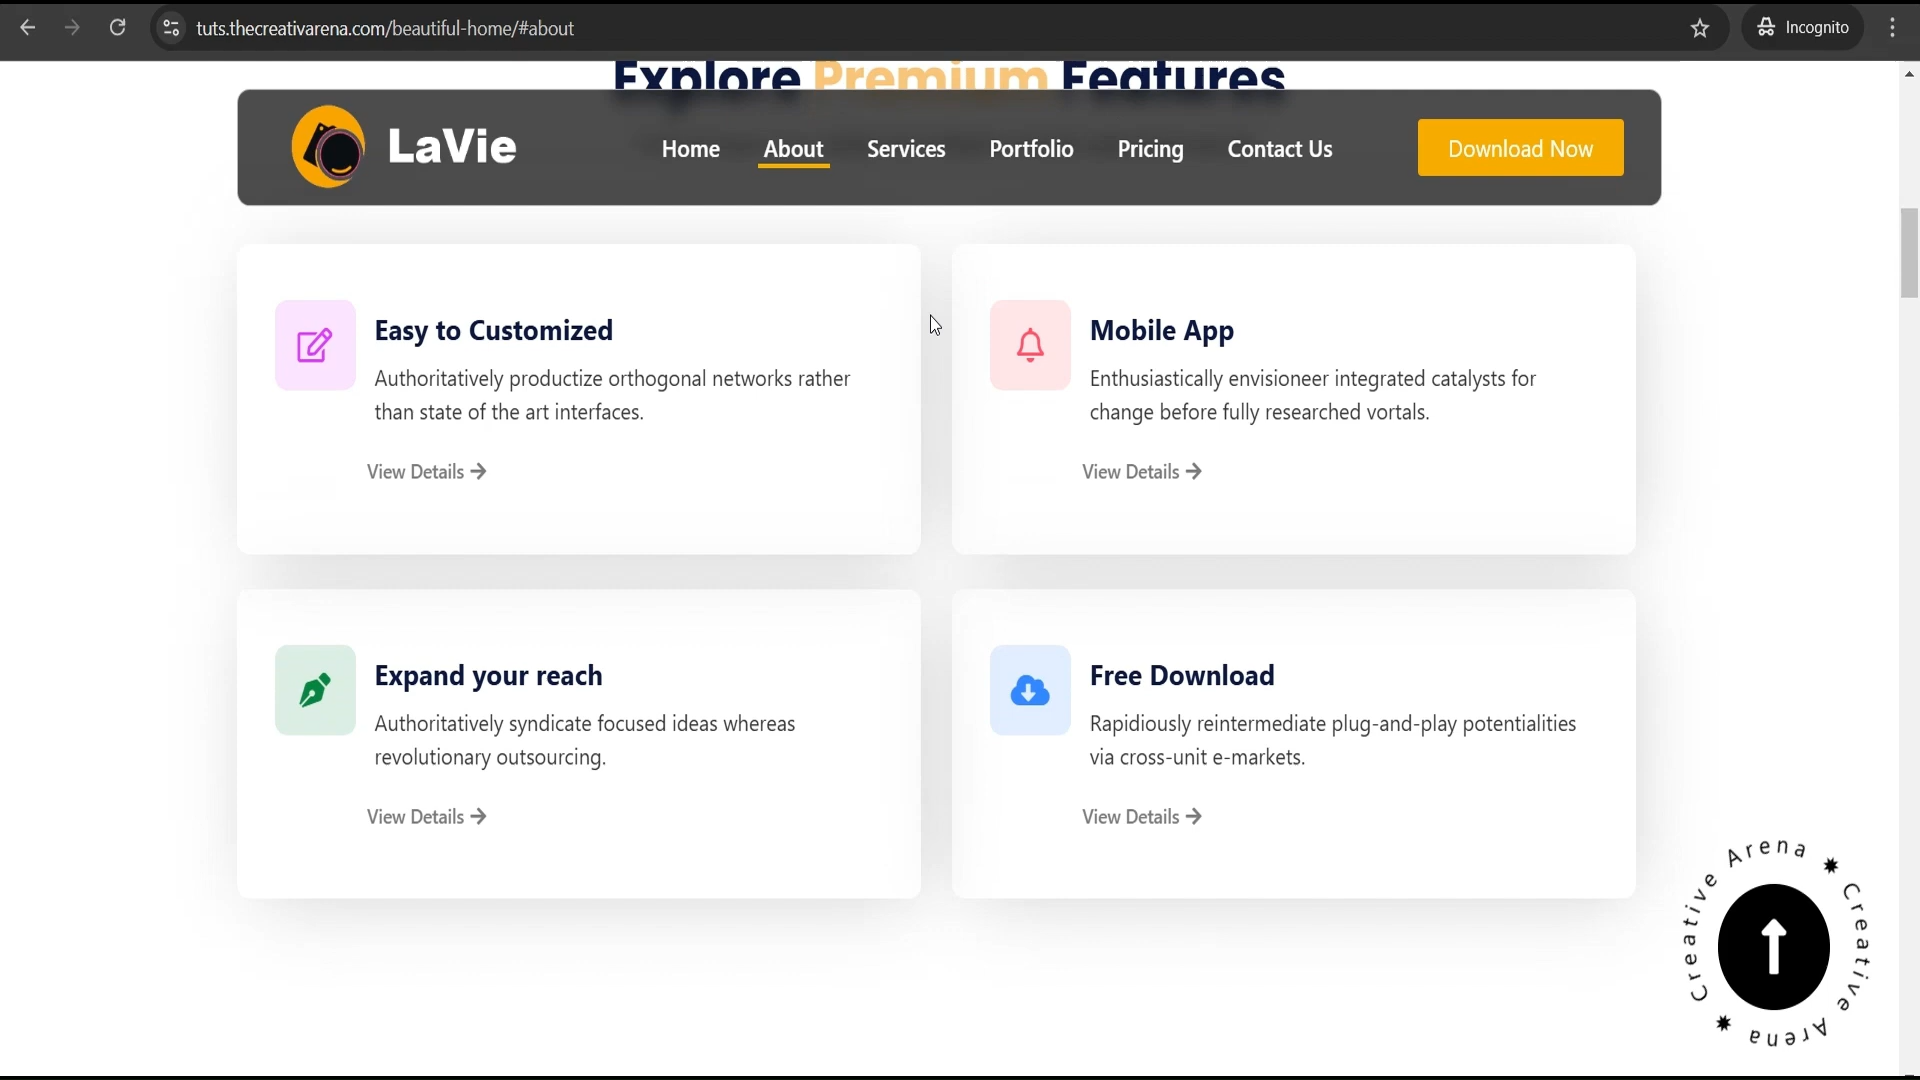 tuts.thecreativarena.com/beautiful-home/#about
Incognito
Explore Premium Features
LaVie
Home
About
Services
Portfolio
Pricing
Contact Us
Download Now
Easy to Customized
Authoritatively productize orthogonal networks rather
than state of the art interfaces.
View Details
Mobile App
Enthusiastically envisioneer integrated catalysts for
change before fully researched vortals.
View Details
Expand your reach
Authoritatively syndicate focused ideas whereas
revolutionary outsourcing.
View Details
Free Download
Rapidiously reintermediate plug-and-play potentialities
via cross-unit e-markets.
View Details
Creative Arena * Creative Arena *